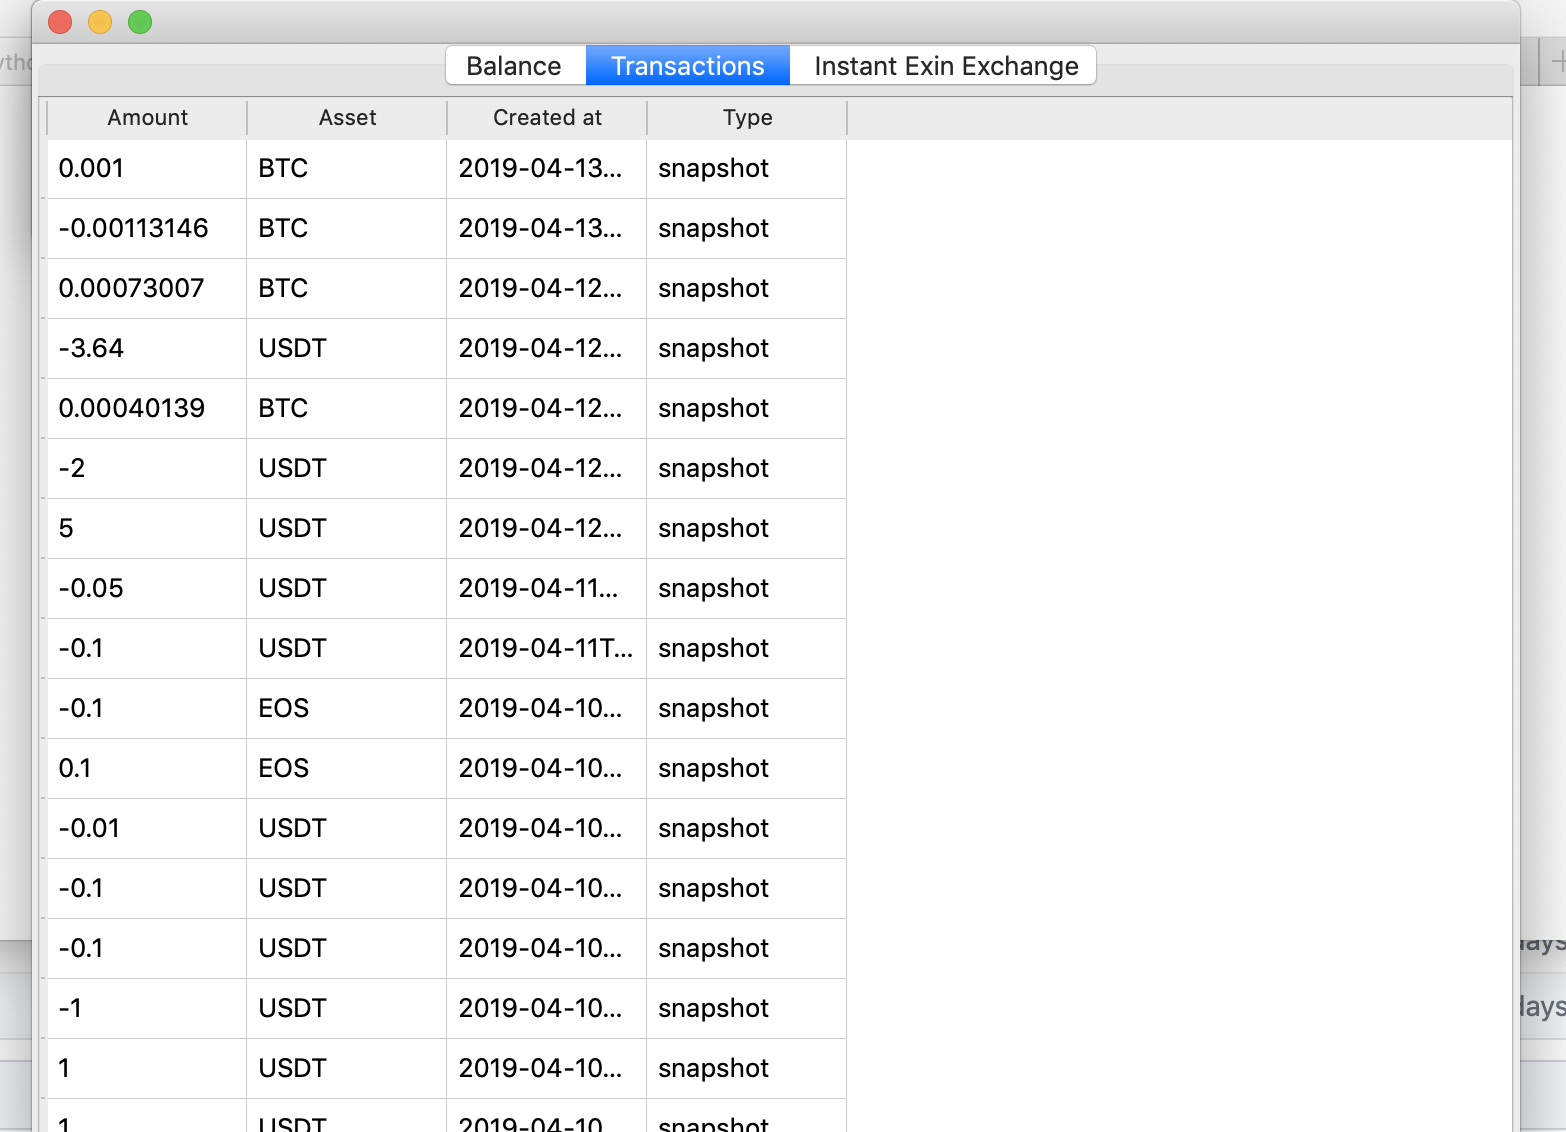 Balance Transactions Instant Exin Exchange
Amount Asset Created at Type
0.001 BTC 2019-04-13... snapshot
-0.00113146 BTC 2019-04-13... snapshot
0.00073007 BTC 2019-04-12... snapshot
-3.64 USDT 2019-04-12... snapshot
0.00040139 BTC 2019-04-12... snapshot
-2 USDT 2019-04-12... snapshot
5 USDT 2019-04-12... snapshot
-0.05 USDT 2019-04-11... snapshot
-0.1 USDT 2019-04-11T... snapshot
-0.1 EOS 2019-04-10... snapshot
0.1 EOS 2019-04-10... snapshot
-0.01 USDT 2019-04-10... snapshot
-0.1 USDT 2019-04-10... snapshot
-0.1 USDT 2019-04-10... snapshot
days
-1 USDT 2019-04-10... snapshot
days
1 USDT 2019-04-10... snapshot
1 USDT 2019-04-10... snapshot